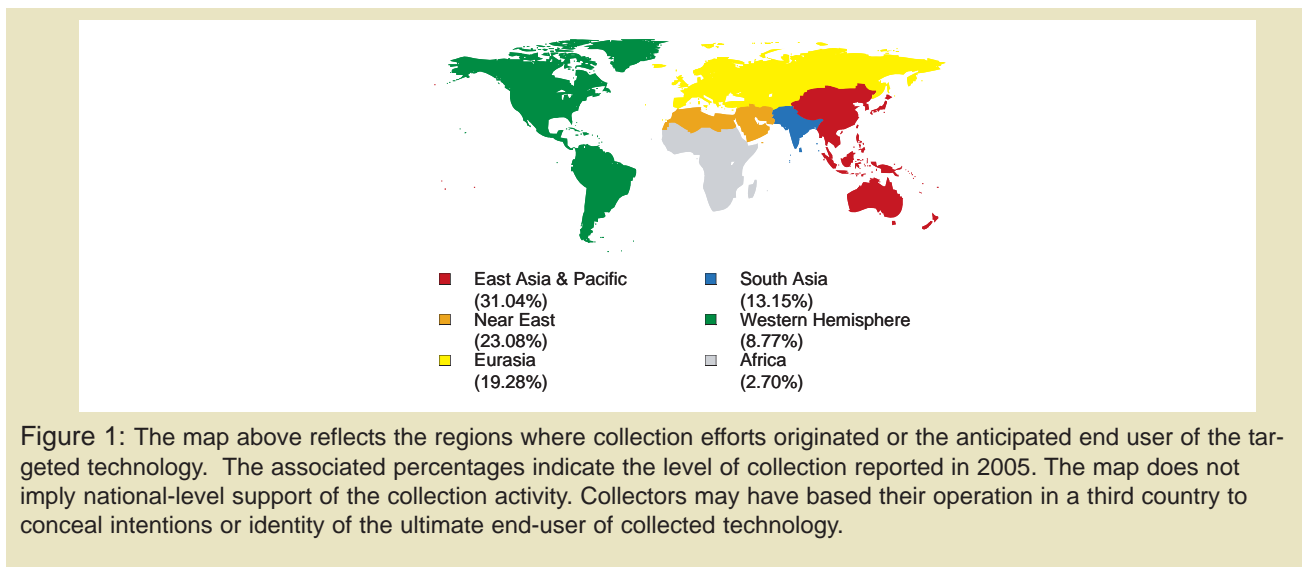 East Asia & Pacific
(31.04%)
Near East
(23.08%)
Eurasia
(19.28%)
South Asia
(13.15%)
Western Hemisphere
(8.77%)
Africa
(2.70%)
Figure 1: The map above reflects the regions where collection efforts originated or the anticipated end user of the tar-
geted technology.  The associated percentages indicate the level of collection reported in 2005. The map does not
imply national-level support of the collection activity. Collectors may have based their operation in a third country to
conceal intentions or identity of the ultimate end-user of collected technology.